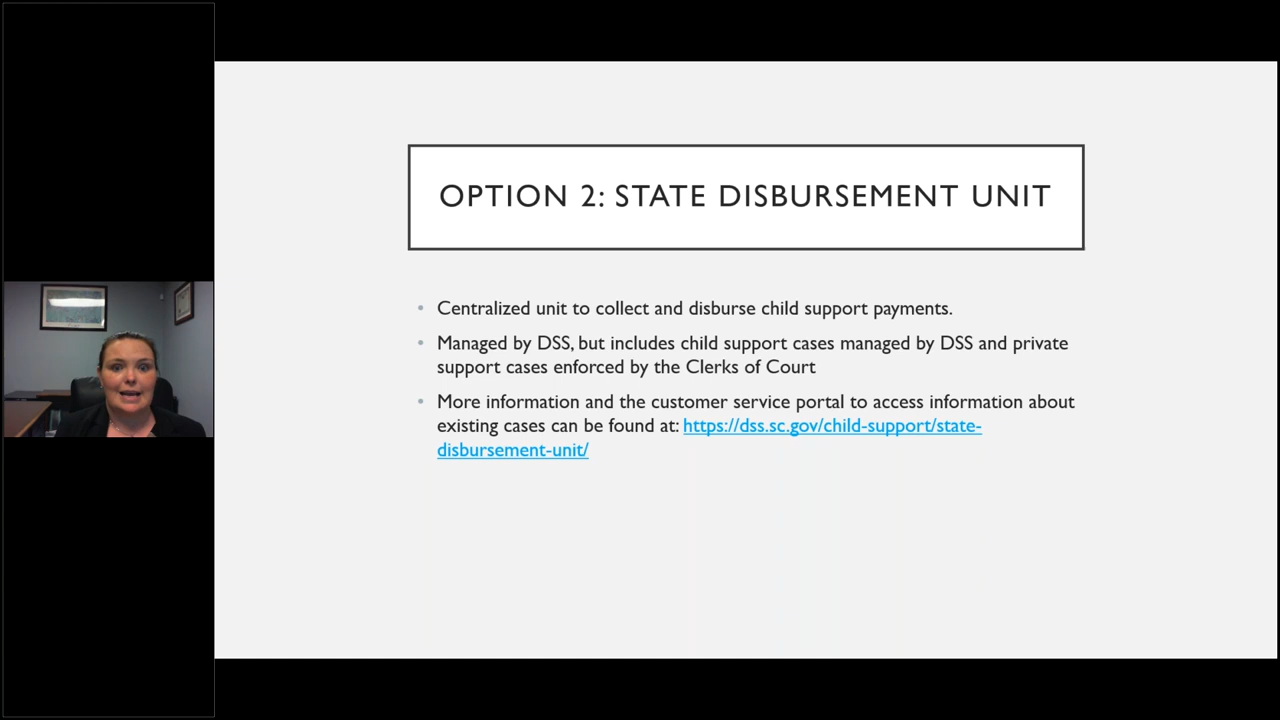 OPTION 2: STATE DISBURSEMENT UNIT
• Centralized unit to collect and disburse child support payments.
• Managed by DSS, but includes child support cases managed by DSS and private
support cases enforced by the Clerks of Court
• More information and the customer service portal to access information about
existing cases can be found at: https://dss.sc.gov/child-support/state-
disbursement-unit/